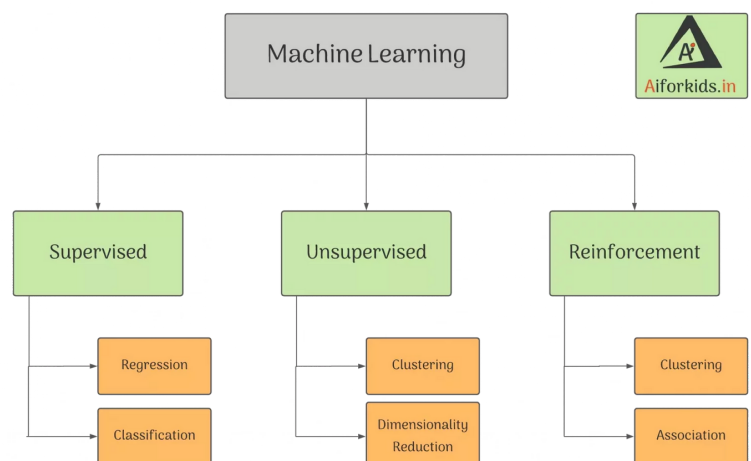 Machine Learning
A
Aiforkids.in
Supervised
Unsupervised
Reinforcement
Regression
Clustering
Clustering
Classification
Dimensionality
Reduction
Association